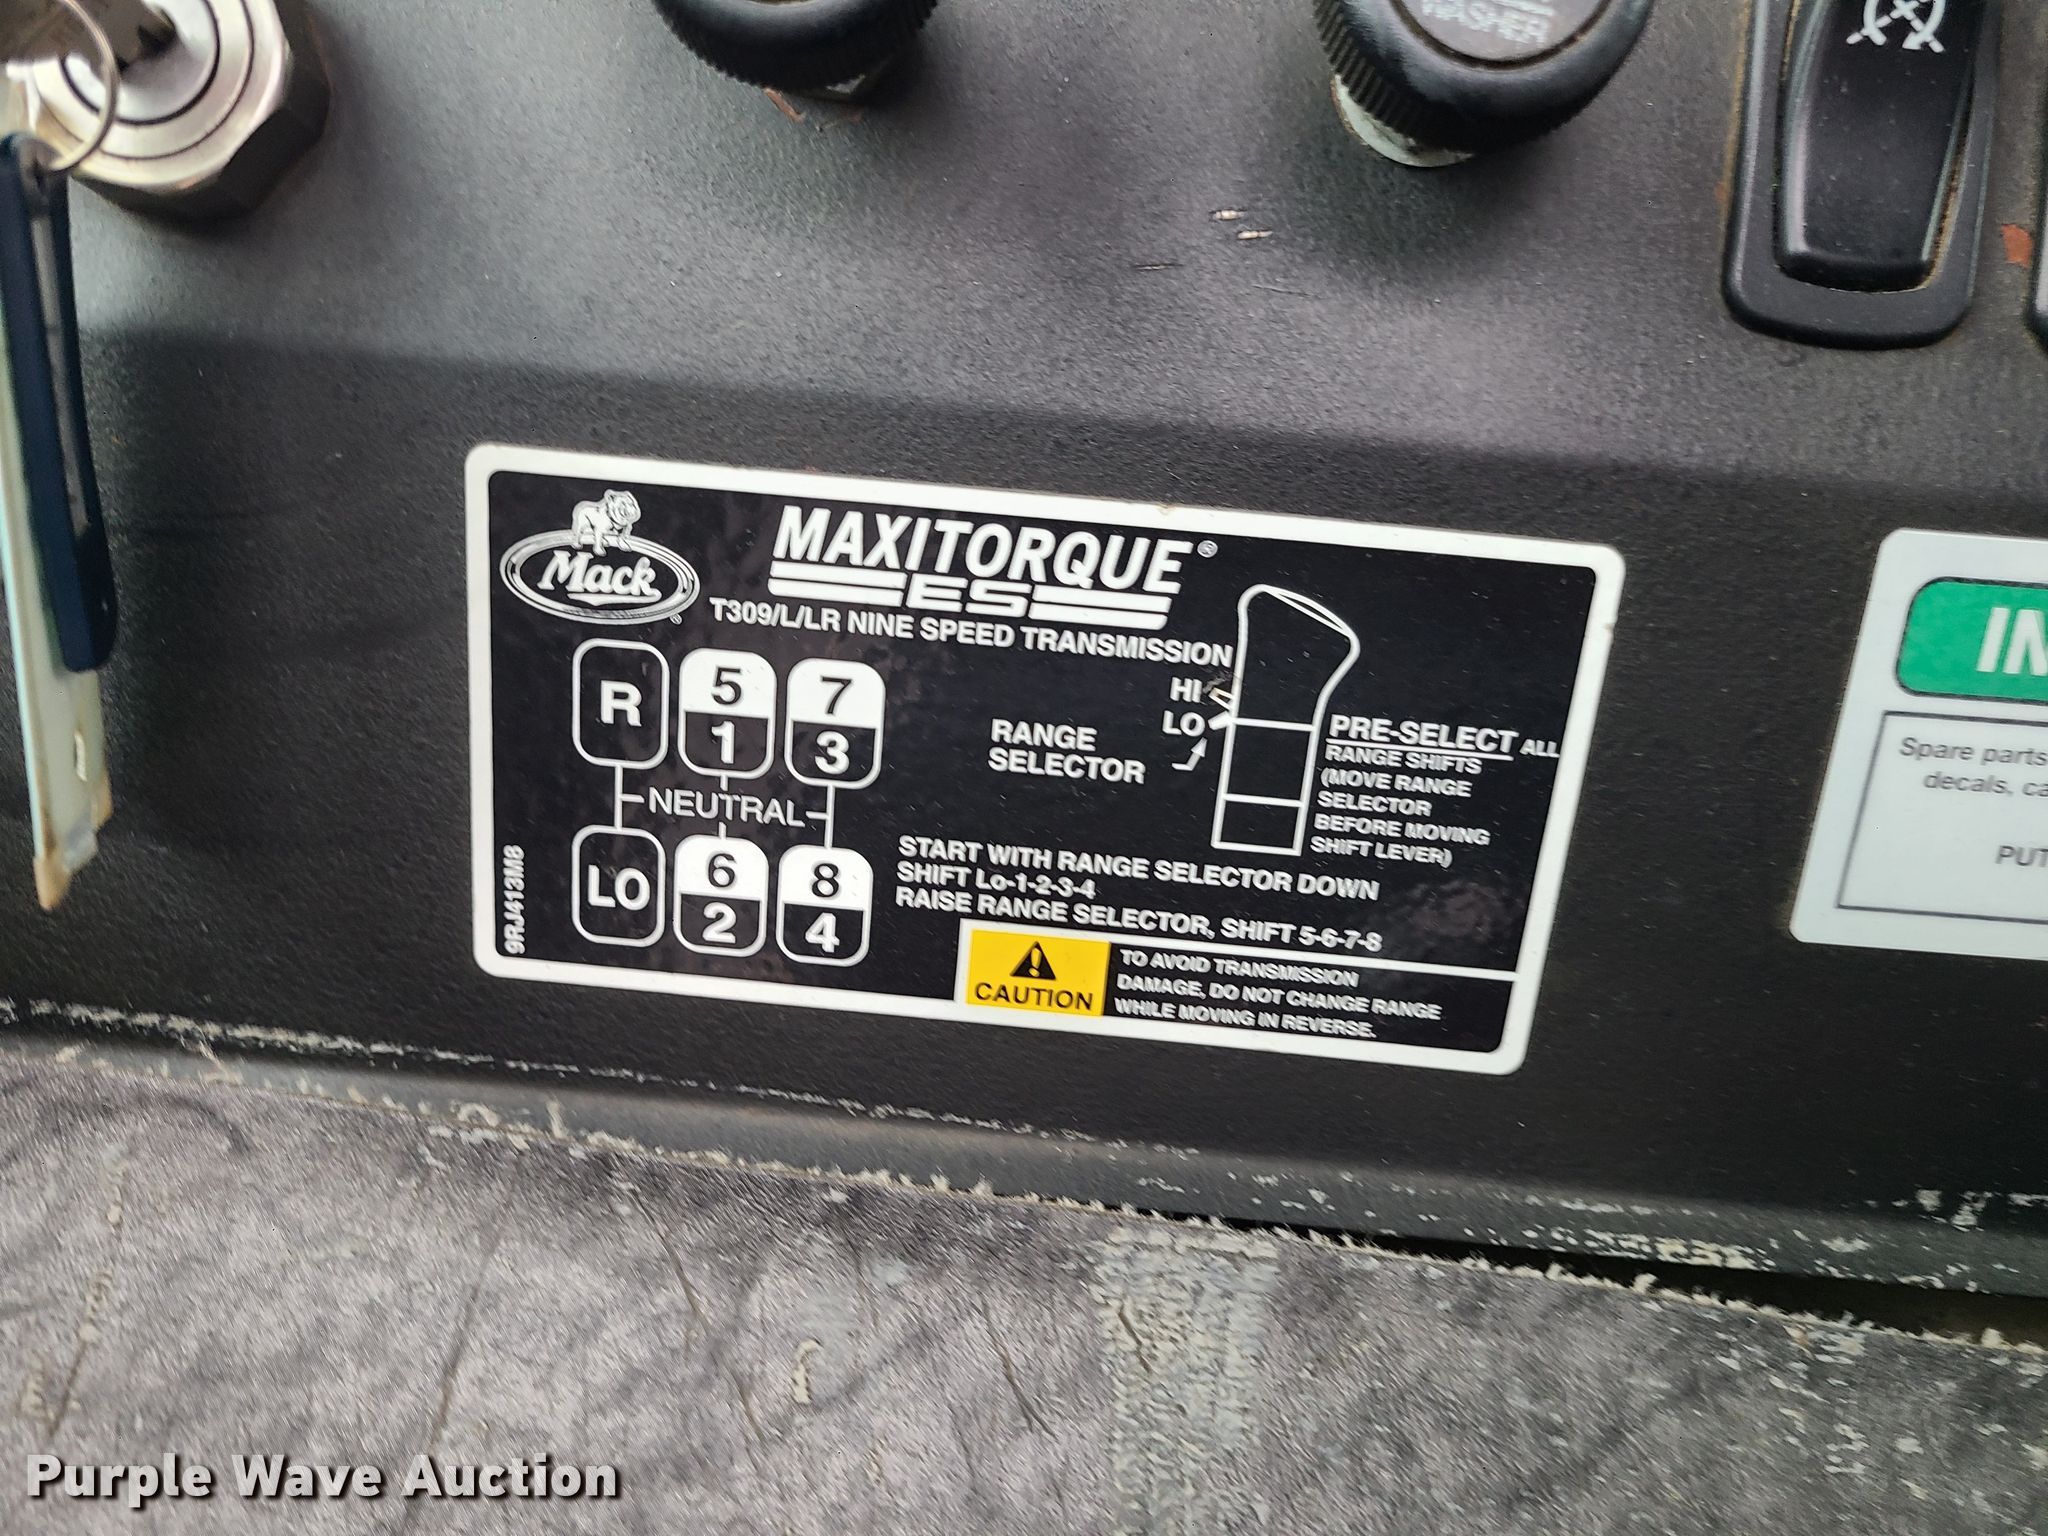 WASHER
Mack
MAXITORQUE®
ES
T309/L/LR NINE SPEED TRANSMISSION
R
5
1
7
3
NEUTRAL
LO
6
2
8
4
9RJ413M8
HI
LO
RANGE
SELECTOR
PRE-SELECT ALL
RANGE SHIFTS
(MOVE RANGE
SELECTOR
BEFORE MOVING
SHIFT LEVER)
START WITH RANGE SELECTOR DOWN
SHIFT Lo-1-2-3-4
RAISE RANGE SELECTOR, SHIFT 5-6-7-8
CAUTION
TO AVOID TRANSMISSION
DAMAGE, DO NOT CHANGE RANGE
WHILE MOVING IN REVERSE.
IN
Spare parts
decals, ca
PUT
Purple Wave Auction